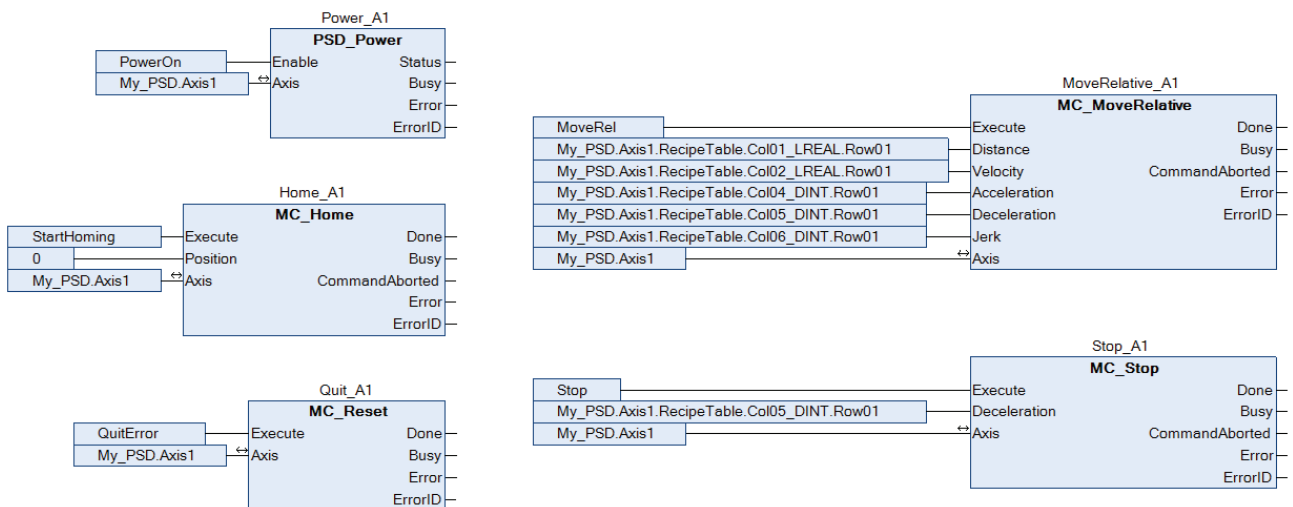 Power_A1
PSD_Power
PowerOn Enable Status
My_PSD.Axis1 Axis Busy
Error
ErrorID
Home_A1
MC_Home
StartHoming Execute Done
0 Position Busy
My_PSD.Axis1 Axis CommandAborted
Error
ErrorID
Quit_A1
MC_Reset
QuitError Execute Done
My_PSD.Axis1 Axis Busy
Error
ErrorID
MoveRelative_A1
MC_MoveRelative
MoveRel Execute Done
My_PSD.Axis1.RecipeTable.Col01_LREAL.Row01 Distance Busy
My_PSD.Axis1.RecipeTable.Col02_LREAL.Row01 Velocity CommandAborted
My_PSD.Axis1.RecipeTable.Col04_DINT.Row01 Acceleration Error
My_PSD.Axis1.RecipeTable.Col05_DINT.Row01 Deceleration ErrorID
My_PSD.Axis1.RecipeTable.Col06_DINT.Row01 Jerk
My_PSD.Axis1 Axis
Stop_A1
MC_Stop
Stop Execute Done
My_PSD.Axis1.RecipeTable.Col05_DINT.Row01 Deceleration Busy
My_PSD.Axis1 Axis CommandAborted
Error
ErrorID